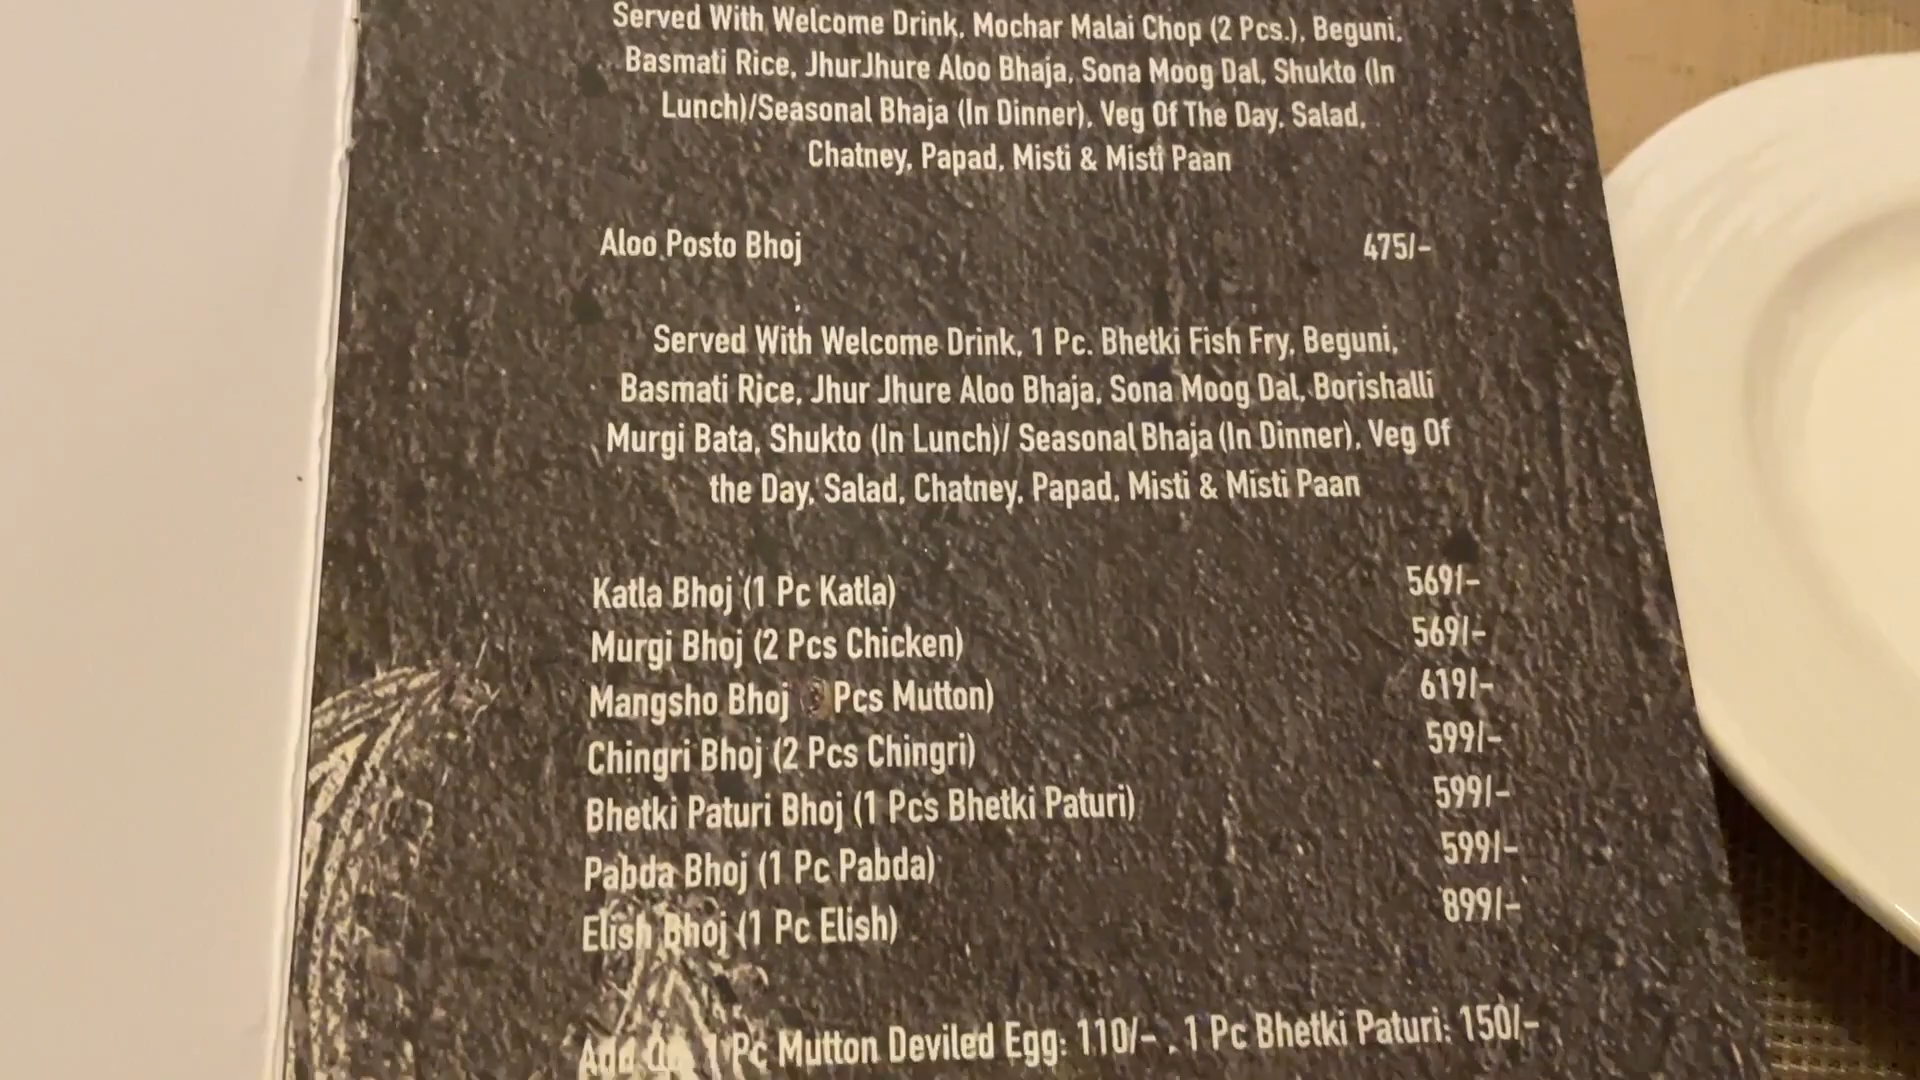 Served With Welcome Drink, Mochar Malai Chop (2 Pcs.), Beguni,
Basmati Rice, JhurJhure Aloo Bhaja, Sona Moog Dal, Shukto (In
Lunch)/Seasonal Bhaja (In Dinner), Veg Of The Day, Salad,
Chatney, Papad, Misti & Misti Paan
Aloo Posto Bhoj 475/-
Served With Welcome Drink, 1 Pc. Bhetki Fish Fry, Beguni,
Basmati Rice, Jhur Jhure Aloo Bhaja, Sona Moog Dal, Borishalli
Murgi Bata, Shukto (In Lunch)/ Seasonal Bhaja (In Dinner), Veg Of
the Day, Salad, Chatney, Papad, Misti & Misti Paan
Katla Bhoj (1 Pc Katla) 569/-
Murgi Bhoj (2 Pcs Chicken) 569/-
Mangsho Bhoj Pcs Mutton) 619/-
Chingri Bhoj (2 Pcs Chingri) 599/-
Bhetki Paturi Bhoj (1 Pcs Bhetki Paturi) 599/-
Pabda Bhoj (1 Pc Pabda) 599/-
Elish Bhoj (1 Pc Elish) 899/-
Add On 1 Pc Mutton Deviled Egg: 110/- , 1 Pc Bhetki Paturi: 150/-